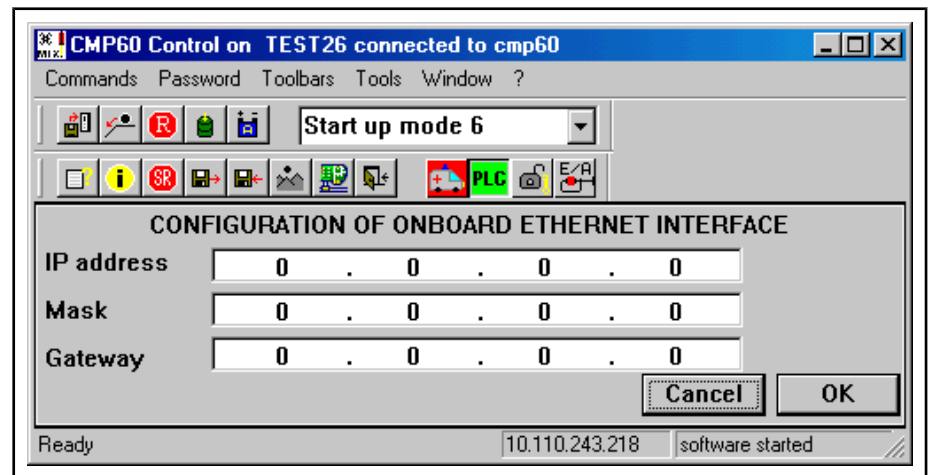 MIX. CMP60 Control on TEST26 connected to cmp60
Commands Password Toolbars Tools Window ?
R Start up mode 6
? i SR PLC E/A
CONFIGURATION OF ONBOARD ETHERNET INTERFACE
IP address 0 . 0 . 0 . 0
Mask 0 . 0 . 0 . 0
Gateway 0 . 0 . 0 . 0
Cancel OK
Ready 10.110.243.218 software started